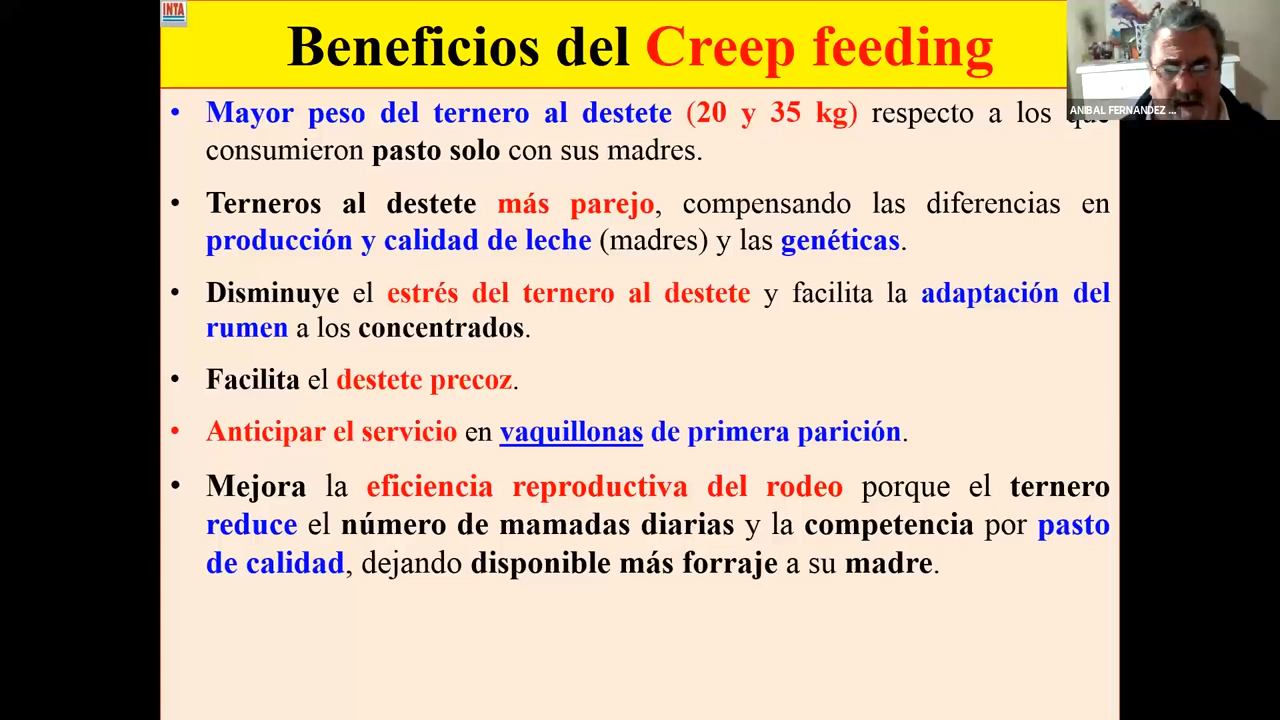 INTA
Beneficios del Creep feeding
ANIBAL FERNANDEZ ...
• Mayor peso del ternero al destete (20 y 35 kg) respecto a los que
consumieron pasto solo con sus madres.
• Terneros al destete más parejo, compensando las diferencias en
producción y calidad de leche (madres) y las genéticas.
• Disminuye el estrés del ternero al destete y facilita la adaptación del
rumen a los concentrados.
• Facilita el destete precoz.
• Anticipar el servicio en vaquillonas de primera parición.
• Mejora la eficiencia reproductiva del rodeo porque el ternero
reduce el número de mamadas diarias y la competencia por pasto
de calidad, dejando disponible más forraje a su madre.